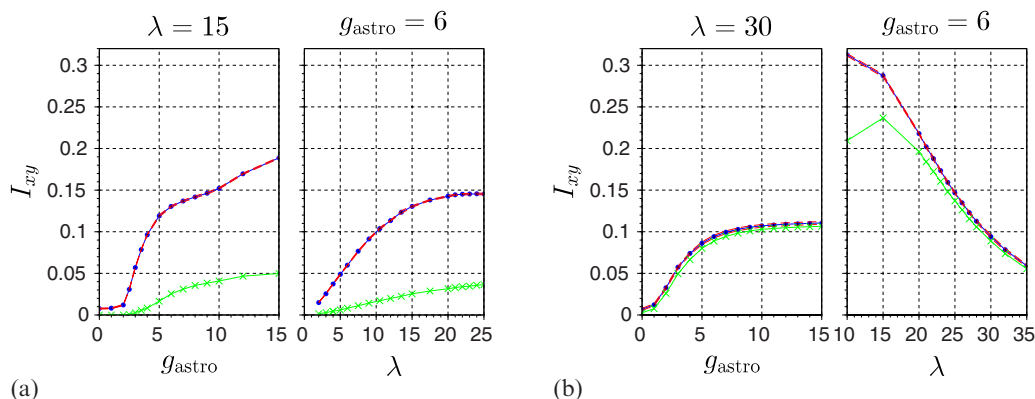 λ = 15
g_astro = 6
λ = 30
g_astro = 6
0.3
0.25
0.2
0.15
0.1
0.05
0
I_xy
0 5 10 15
0 5 10 15 20 25
g_astro
λ
(a)
0.3
0.25
0.2
0.15
0.1
0.05
0
I_xy
0 5 10 15
10 15 20 25 30 35
g_astro
λ
(b)